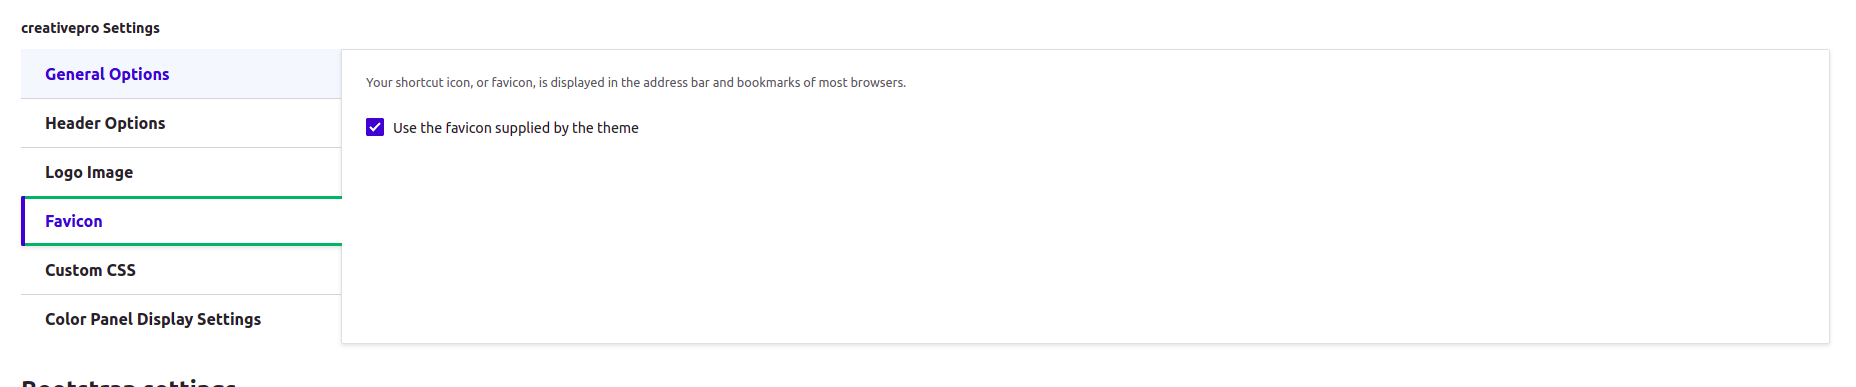 creativepro Settings
General Options
Your shortcut icon, or favicon, is displayed in the address bar and bookmarks of most browsers.
Header Options
Use the favicon supplied by the theme
Logo Image
Favicon
Custom CSS
Color Panel Display Settings
Bootstrap settings